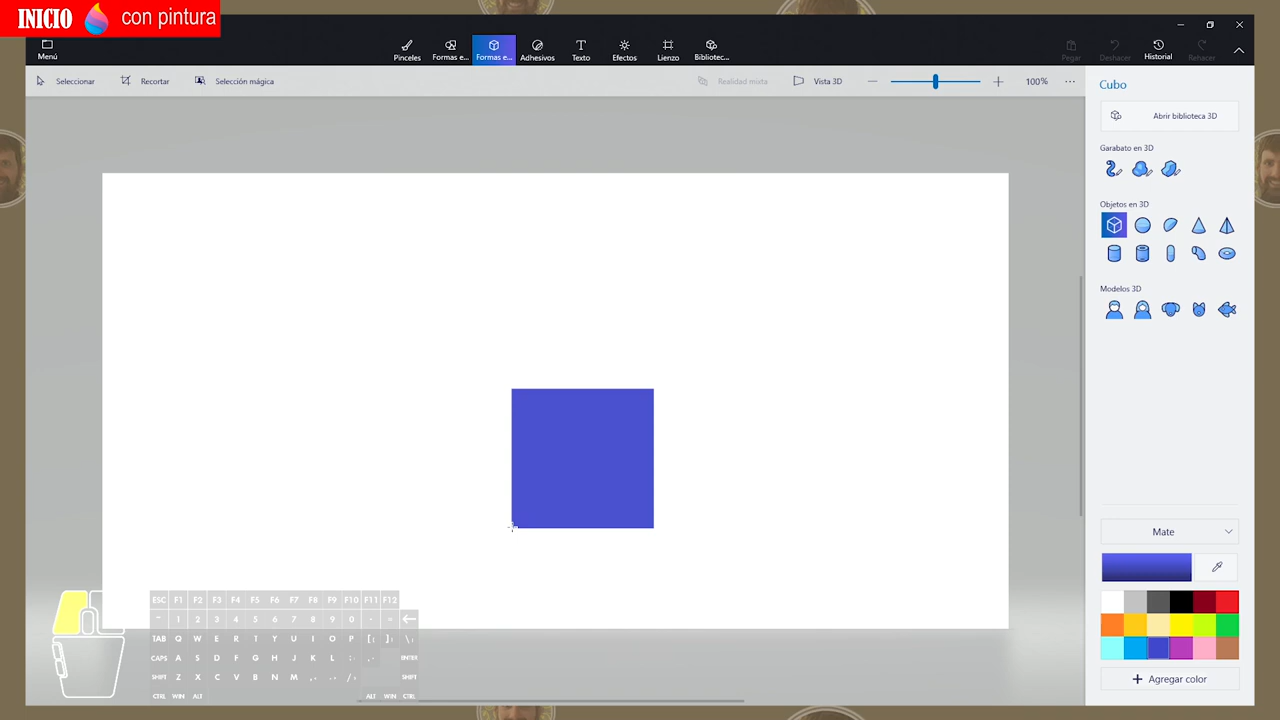 INICIO con pintura
Menú
Pinceles
Formas e...
Formas e...
Adhesivos
Texto
Efectos
Lienzo
Bibliotec...
Pegar
Deshacer
Historial
Rehacer
Seleccionar
Recortar
Selección mágica
Realidad mixta
Vista 3D
100%
Cubo
Abrir biblioteca 3D
Garabato en 3D
Objetos en 3D
Modelos 3D
Mate
Agregar color
ESC F1 F2 F3 F4 F5 F6 F7 F8 F9 F10 F11 F12
~ 1 2 3 4 5 6 7 8 9 0 - =
TAB Q W E R T Y U I O P [ ] \
CAPS A S D F G H J K L ENTER
SHIFT Z X C V B N M SHIFT
CTRL WIN ALT ALT WIN CTRL